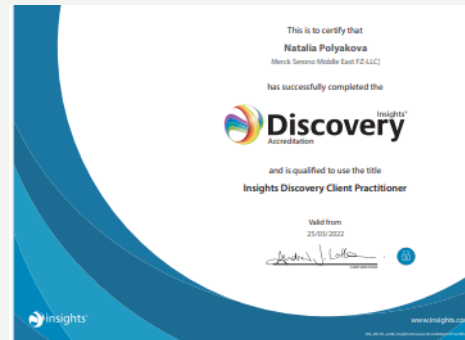 This is to certify that
Natalia Polyakova
Merck Serono Middle East FZ-LLC]
has successfully completed the
Insights®
Discovery
Accreditation
and is qualified to use the title
Insights Discovery Client Practitioner
Valid from
25/03/2022
insights®
www.insights.com